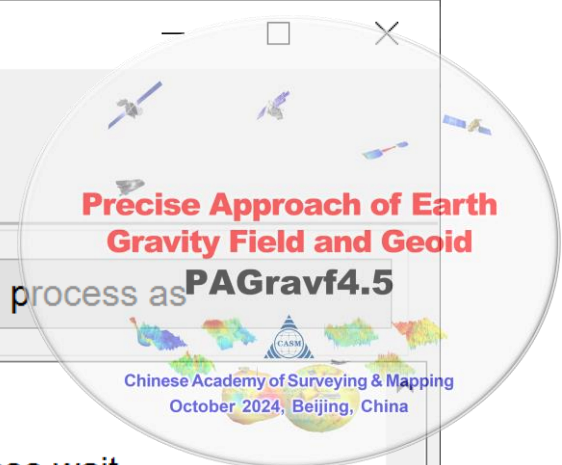 Precise Approach of Earth
Gravity Field and Geoid
process as
PAGravf4.5
CASM
Chinese Academy of Surveying & Mapping
October 2024, Beijing, China
wait